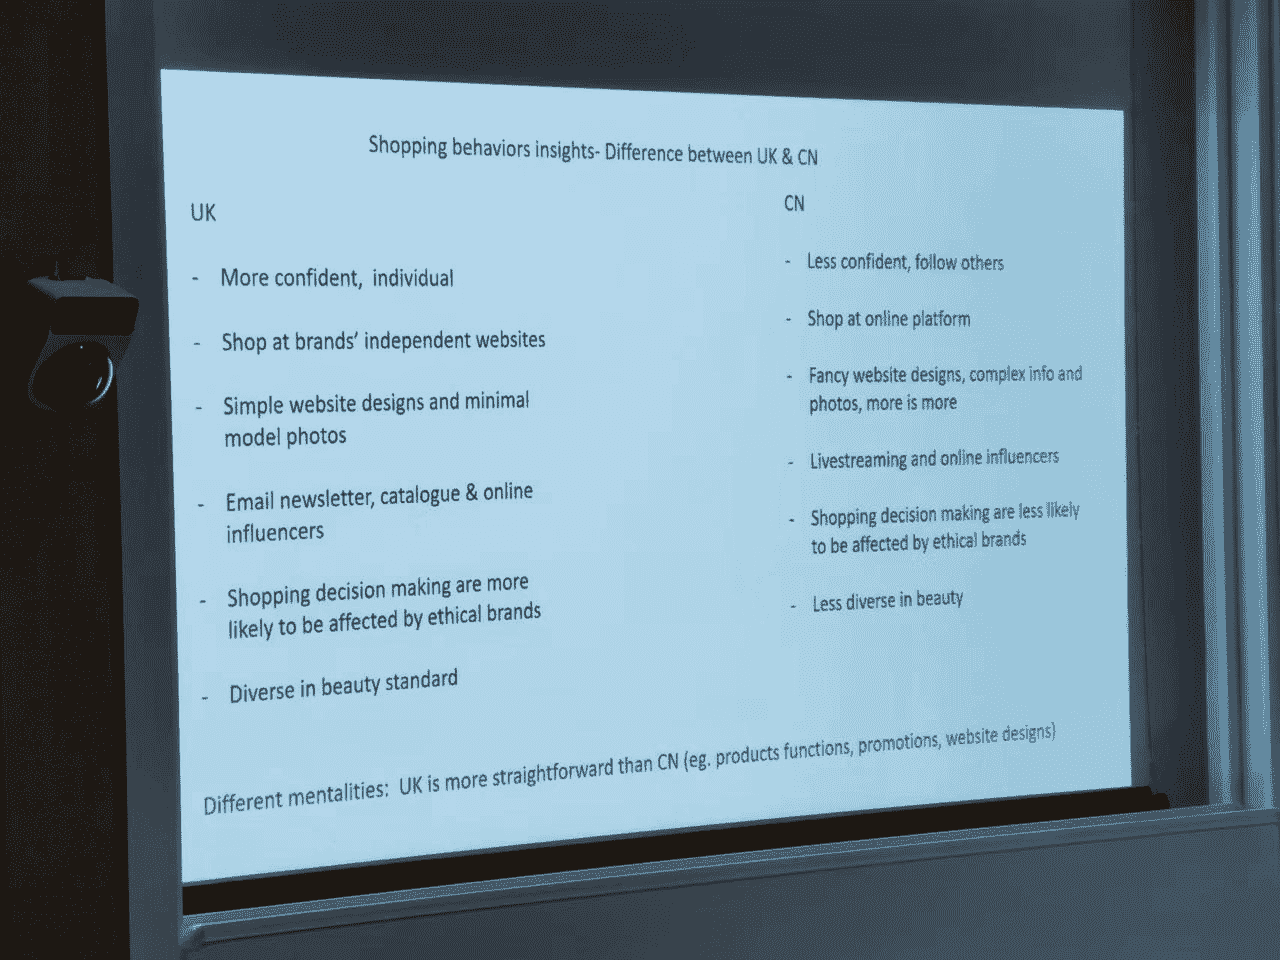 Shopping behaviors insights- Difference between UK & CN
UK
- More confident, individual
- Shop at brands' independent websites
- Simple website designs and minimal
model photos
- Email newsletter, catalogue & online
influencers
- Shopping decision making are more
likely to be affected by ethical brands
- Diverse in beauty standard
CN
- Less confident, follow others
- Shop at online platform
- Fancy website designs, complex info and
photos, more is more
- Livestreaming and online influencers
- Shopping decision making are less likely
to be affected by ethical brands
- Less diverse in beauty
Different mentalities: UK is more straightforward than CN (eg. products functions, promotions, website designs)